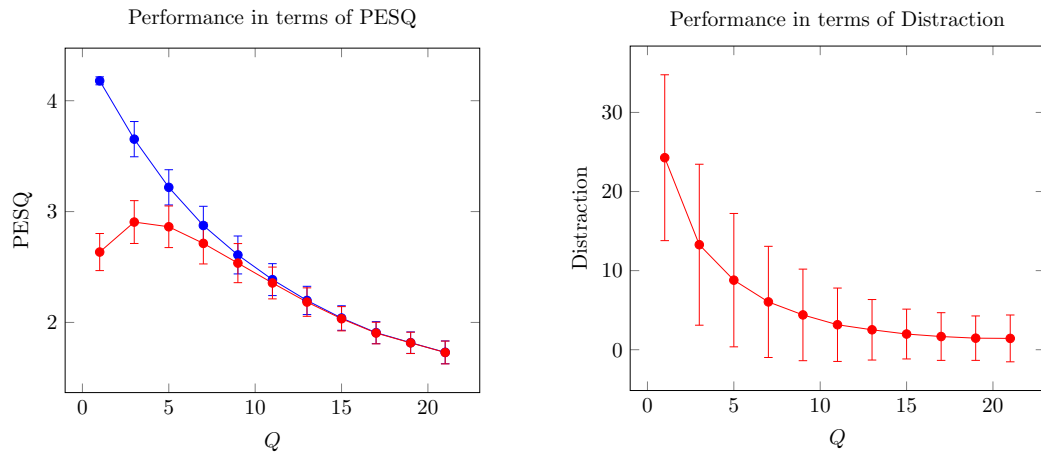 Performance in terms of PESQ
4
3
2
PESQ
0
5
10
15
20
Q
Performance in terms of Distraction
30
20
10
0
Distraction
0
5
10
15
20
Q